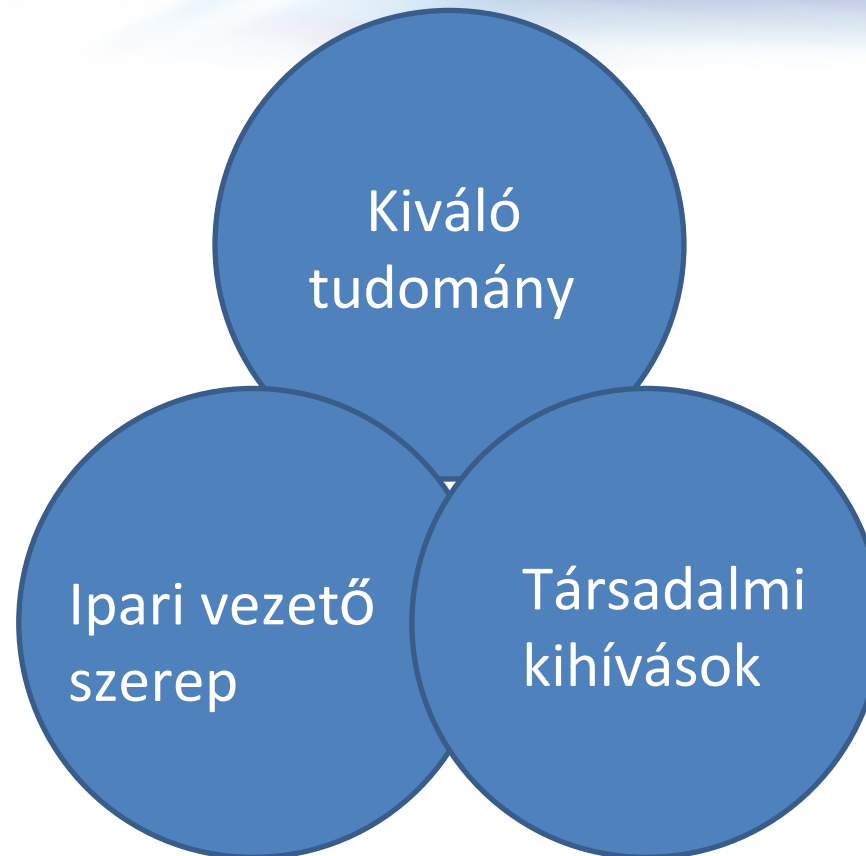 Kiváló
tudomány
Ipari vezető
szerep
Társadalmi
kihívások